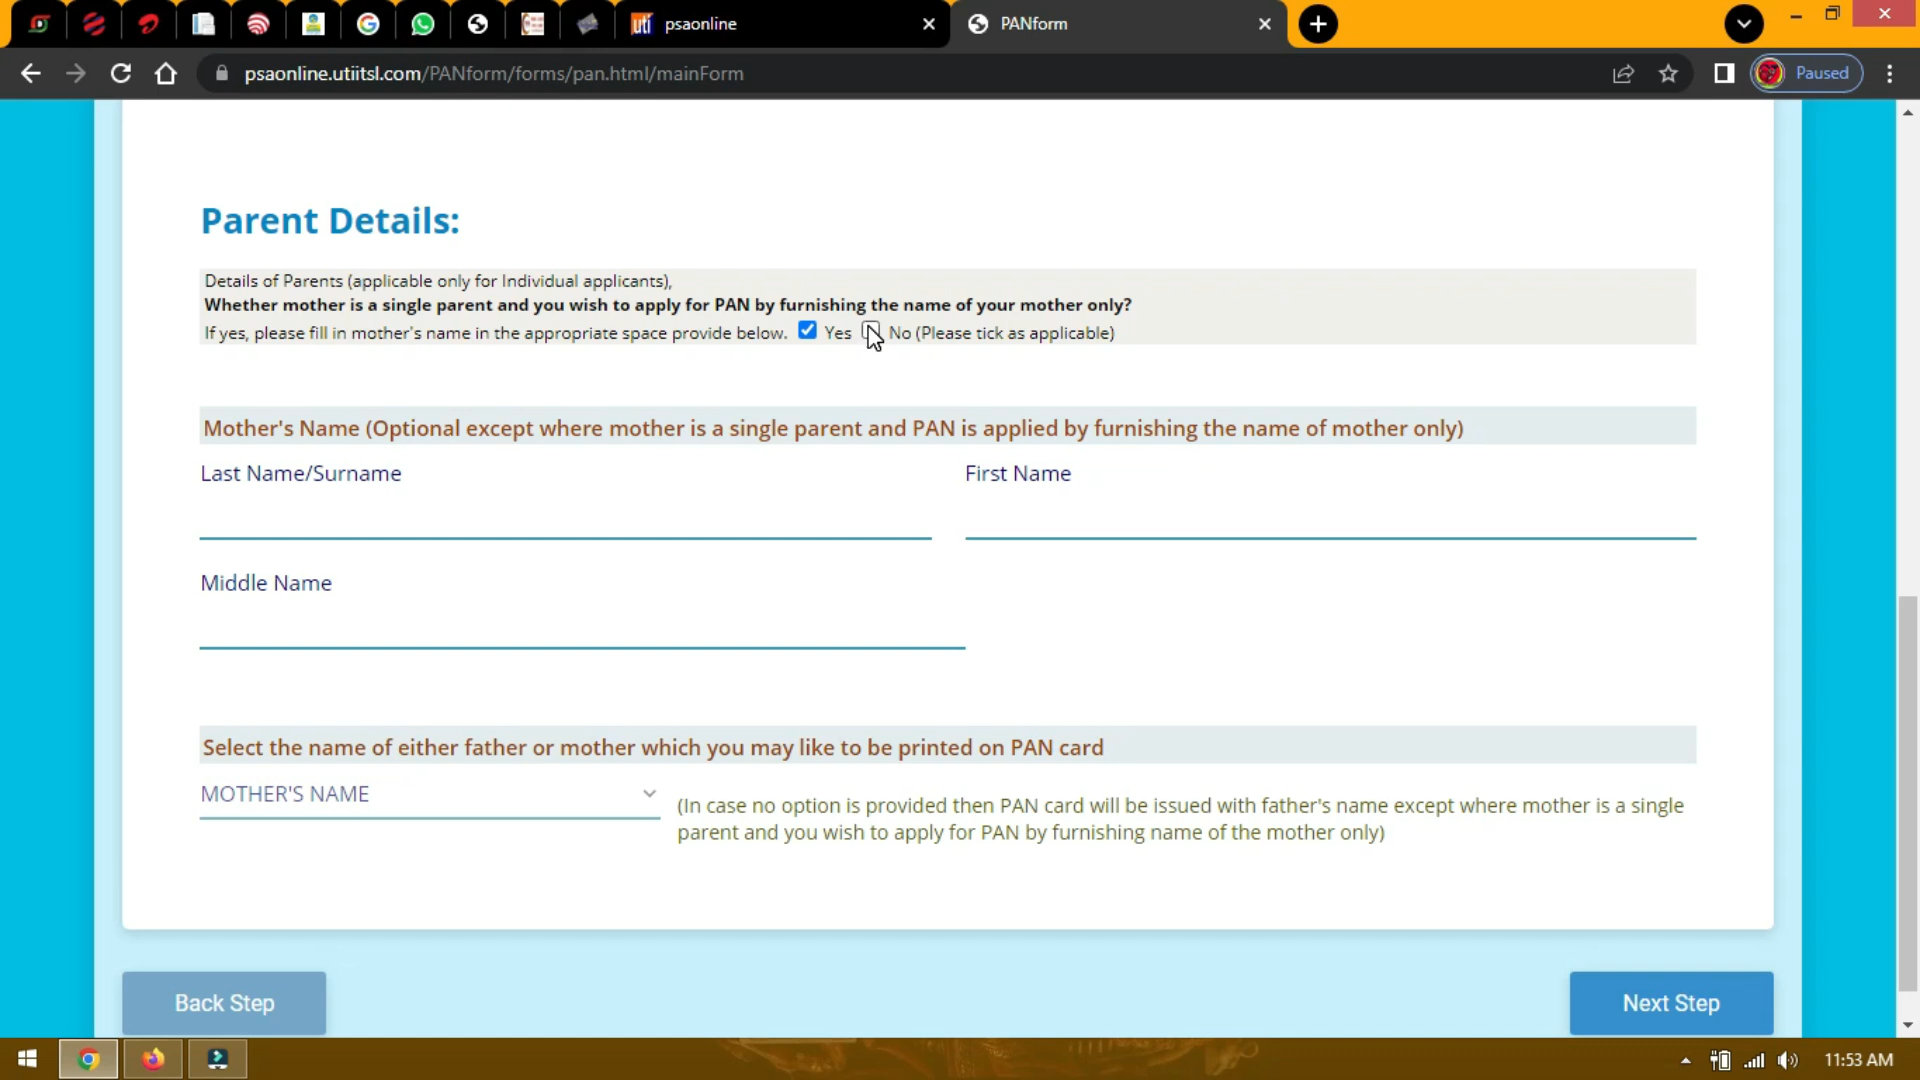 uti psaonline
PANform
psaonline.utiitsl.com/PANform/forms/pan.html/mainForm
Paused
Parent Details:
Details of Parents (applicable only for Individual applicants),
Whether mother is a single parent and you wish to apply for PAN by furnishing the name of your mother only?
If yes, please fill in mother's name in the appropriate space provide below. Yes No (Please tick as applicable)
Mother's Name (Optional except where mother is a single parent and PAN is applied by furnishing the name of mother only)
Last Name/Surname
First Name
Middle Name
Select the name of either father or mother which you may like to be printed on PAN card
MOTHER'S NAME
(In case no option is provided then PAN card will be issued with father's name except where mother is a single
parent and you wish to apply for PAN by furnishing name of the mother only)
Back Step
Next Step
11:53 AM